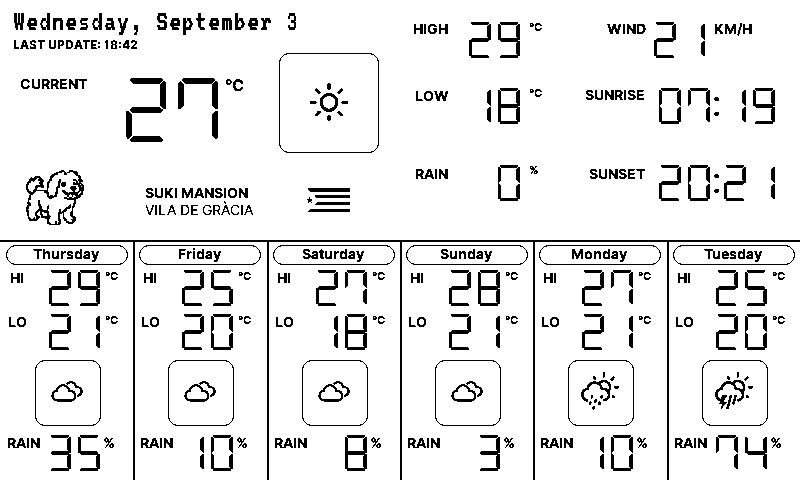 Wednesday, September 3
LAST UPDATE: 18:42
CURRENT 27 °C
SUKI MANSION
VILA DE GRÀCIA
HIGH 29 °C
LOW 18 °C
RAIN 0 %
WIND 21 KM/H
SUNRISE 07:19
SUNSET 20:21
Thursday
HI 29 °C
LO 21 °C
RAIN 35 %
Friday
HI 25 °C
LO 20 °C
RAIN 10 %
Saturday
HI 27 °C
LO 18 °C
RAIN 8 %
Sunday
HI 28 °C
LO 21 °C
RAIN 3 %
Monday
HI 27 °C
LO 21 °C
RAIN 10 %
Tuesday
HI 25 °C
LO 20 °C
RAIN 74 %